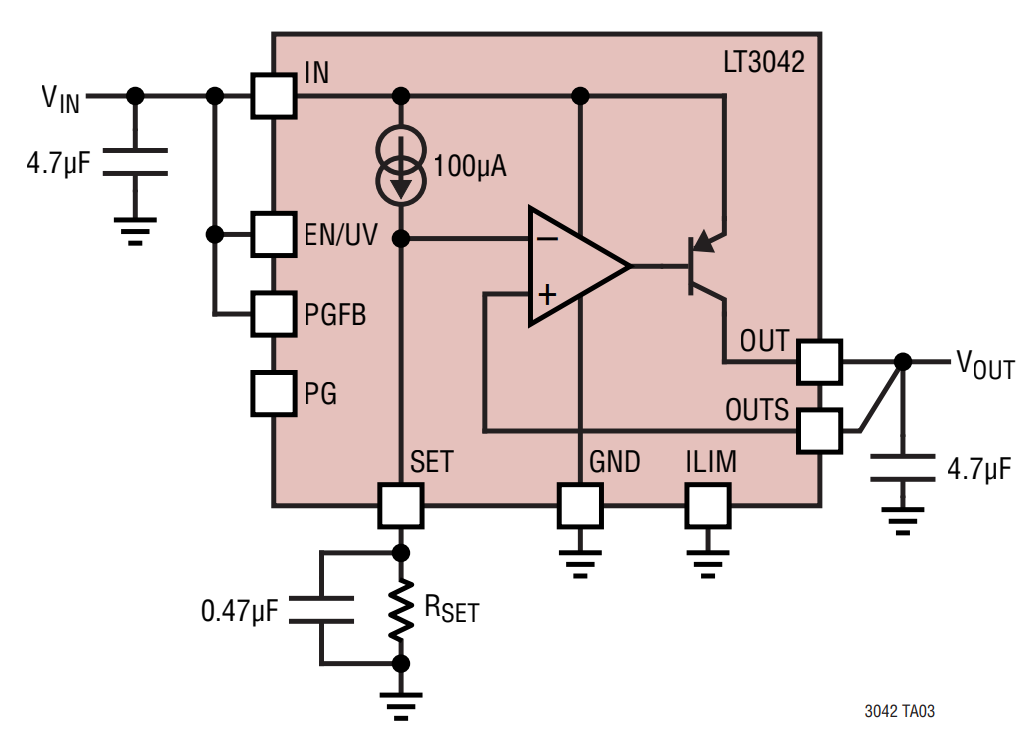 LT3042
IN
VIN
4.7µF
100µA
EN/UV
−
+
PGFB
OUT
VOUT
PG
OUTS
SET
GND
ILIM
4.7µF
0.47µF
RSET
3042 TA03